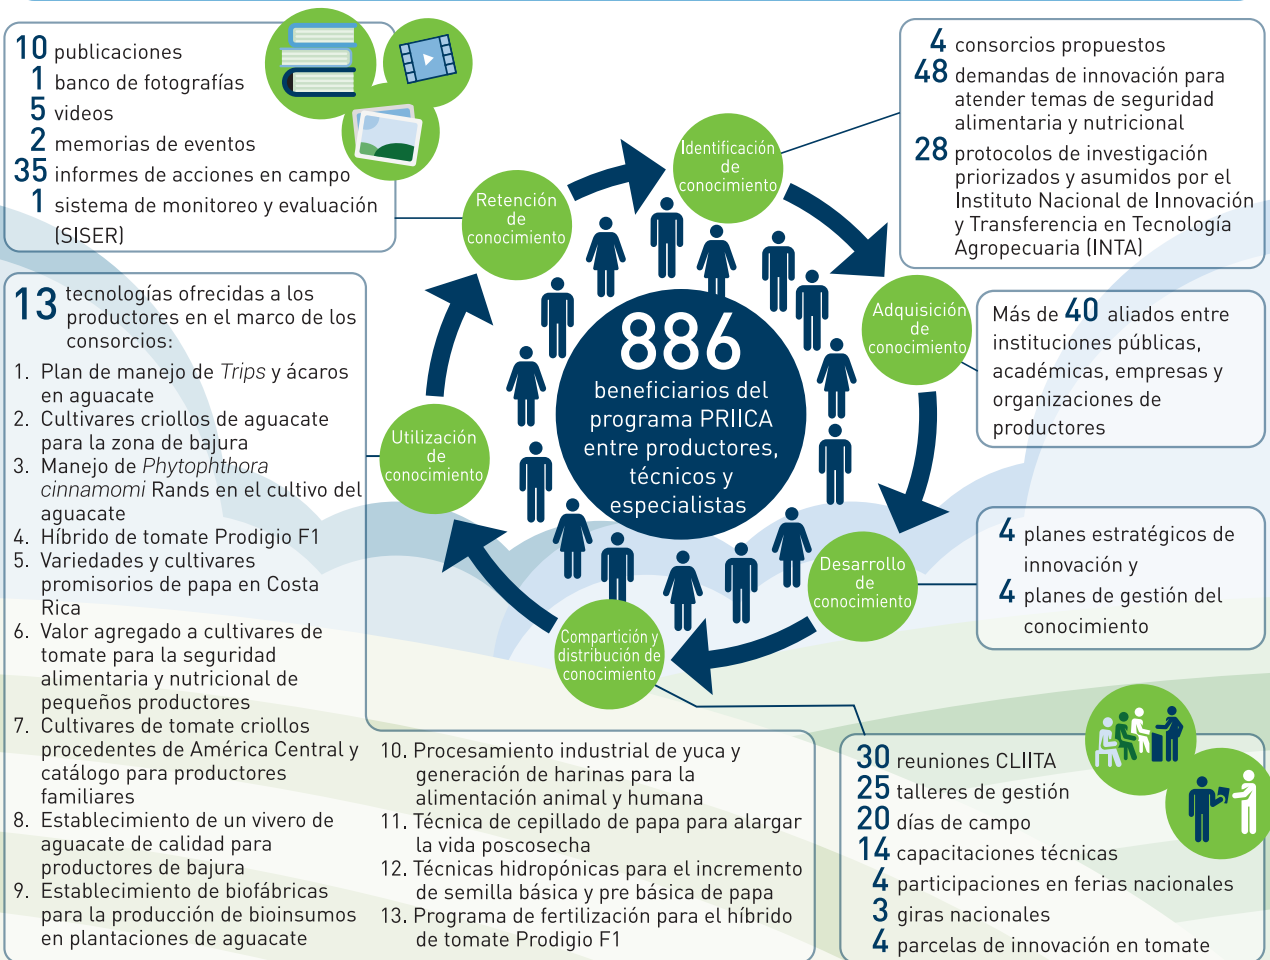 10 publicaciones
1 banco de fotografías
5 videos
2 memorias de eventos
35 informes de acciones en campo
1 sistema de monitoreo y evaluación
(SISER)
Retención
de
conocimiento
Identificación
de
conocimiento
4 consorcios propuestos
48 demandas de innovación para
atender temas de seguridad
alimentaria y nutricional
28 protocolos de investigación
priorizados y asumidos por el
Instituto Nacional de Innovación
y Transferencia en Tecnología
Agropecuaria (INTA)
Adquisición
de
conocimiento
Más de 40 aliados entre
instituciones públicas,
académicas, empresas y
organizaciones de
productores
886
beneficiarios del
programa PRIICA
entre productores,
técnicos y
especialistas
Desarrollo
de
conocimiento
4 planes estratégicos de
innovación y
4 planes de gestión del
conocimiento
Compartición y
distribución de
conocimiento
30 reuniones CLIITA
25 talleres de gestión
20 días de campo
14 capacitaciones técnicas
4 participaciones en ferias nacionales
3 giras nacionales
4 parcelas de innovación en tomate
Utilización
de
conocimiento
13 tecnologías ofrecidas a los
productores en el marco de los
consorcios:
1. Plan de manejo de Trips y ácaros
en aguacate
2. Cultivares criollos de aguacate
para la zona de bajura
3. Manejo de Phytophthora
cinnamomi Rands en el cultivo del
aguacate
4. Híbrido de tomate Prodigio F1
5. Variedades y cultivares
promisorios de papa en Costa
Rica
6. Valor agregado a cultivares de
tomate para la seguridad
alimentaria y nutricional de
pequeños productores
7. Cultivares de tomate criollos
procedentes de América Central y
catálogo para productores
familiares
8. Establecimiento de un vivero de
aguacate de calidad para
productores de bajura
9. Establecimiento de biofábricas
para la producción de bioinsumos
en plantaciones de aguacate
10. Procesamiento industrial de yuca y
generación de harinas para la
alimentación animal y humana
11. Técnica de cepillado de papa para alargar
la vida poscosecha
12. Técnicas hidropónicas para el incremento
de semilla básica y pre básica de papa
13. Programa de fertilización para el híbrido
de tomate Prodigio F1